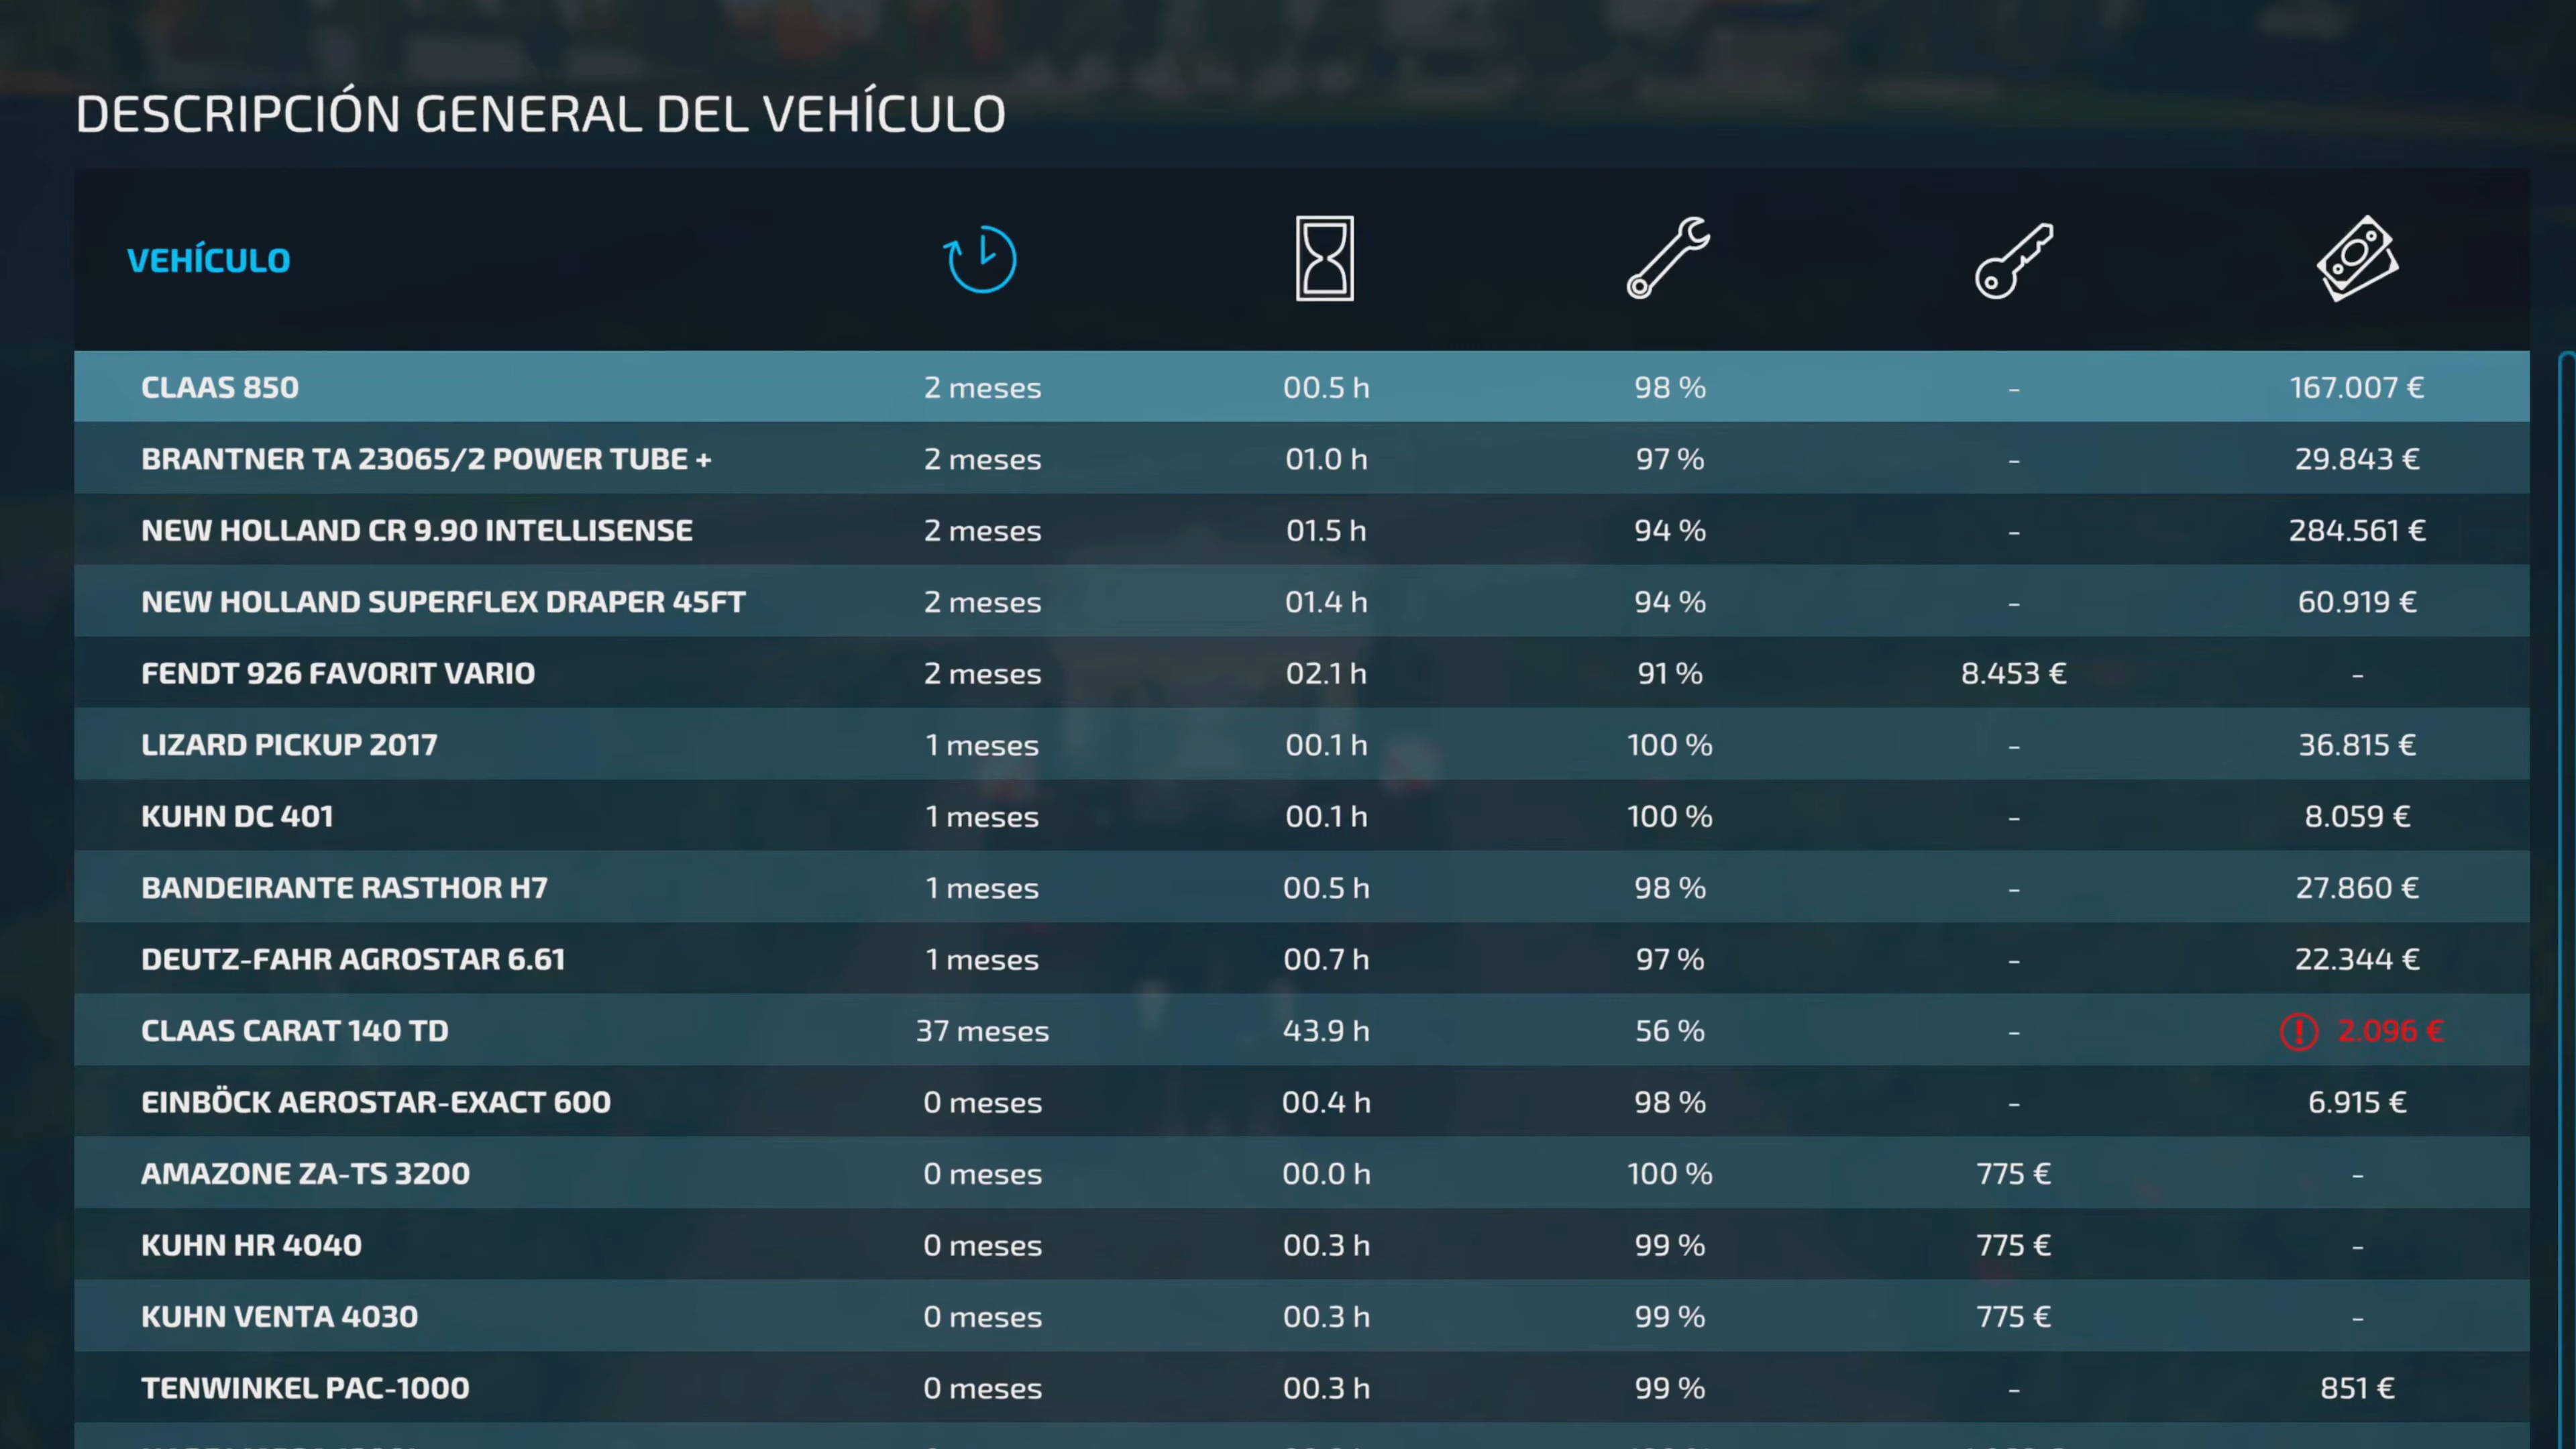 DESCRIPCIÓN GENERAL DEL VEHÍCULO
VEHÍCULO
CLAAS 850 2 meses 00.5 h 98 % - 167.007 €
BRANTNER TA 23065/2 POWER TUBE + 2 meses 01.0 h 97 % - 29.843 €
NEW HOLLAND CR 9.90 INTELLISENSE 2 meses 01.5 h 94 % - 284.561 €
NEW HOLLAND SUPERFLEX DRAPER 45FT 2 meses 01.4 h 94 % - 60.919 €
FENDT 926 FAVORIT VARIO 2 meses 02.1 h 91 % 8.453 € -
LIZARD PICKUP 2017 1 meses 00.1 h 100 % - 36.815 €
KUHN DC 401 1 meses 00.1 h 100 % - 8.059 €
BANDEIRANTE RASTHOR H7 1 meses 00.5 h 98 % - 27.860 €
DEUTZ-FAHR AGROSTAR 6.61 1 meses 00.7 h 97 % - 22.344 €
CLAAS CARAT 140 TD 37 meses 43.9 h 56 % - 2.096 €
EINBÖCK AEROSTAR-EXACT 600 0 meses 00.4 h 98 % - 6.915 €
AMAZONE ZA-TS 3200 0 meses 00.0 h 100 % 775 € -
KUHN HR 4040 0 meses 00.3 h 99 % 775 € -
KUHN VENTA 4030 0 meses 00.3 h 99 % 775 € -
TENWINKEL PAC-1000 0 meses 00.3 h 99 % - 851 €